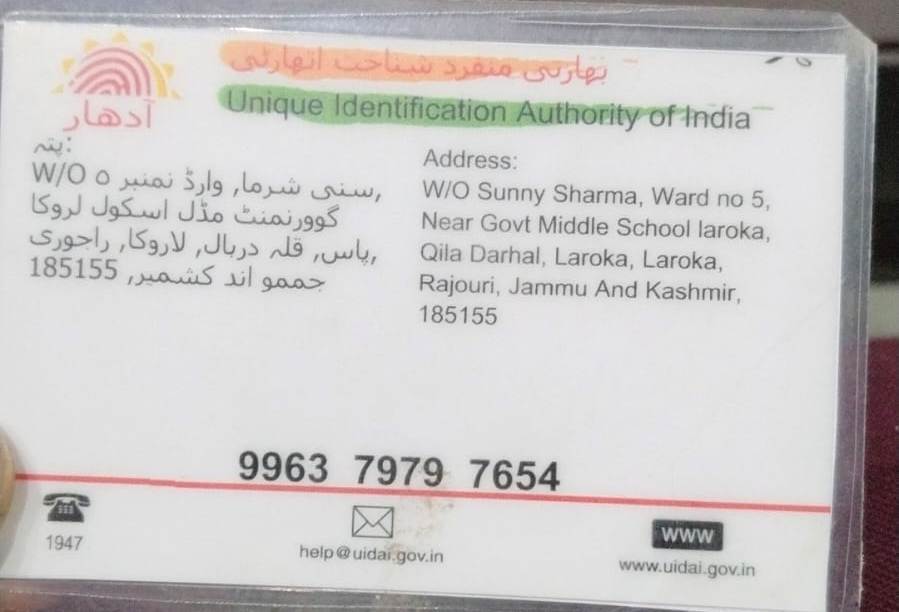 بھارتی منفرد شناخت اتھارٹی
Unique Identification Authority of India
آدھار
پتہ:
W/O سنی شرما, وارڈ نمبر ۵,
گوورنمنٹ مڈل اسکول لروکا
پاس, قلہ درہال, لاروکا, راجوری,
جممو اند کشمیر, 185155
Address:
W/O Sunny Sharma, Ward no 5,
Near Govt Middle School laroka,
Qila Darhal, Laroka, Laroka,
Rajouri, Jammu And Kashmir,
185155
9963 7979 7654
1947
help@uidai.gov.in
www
www.uidai.gov.in